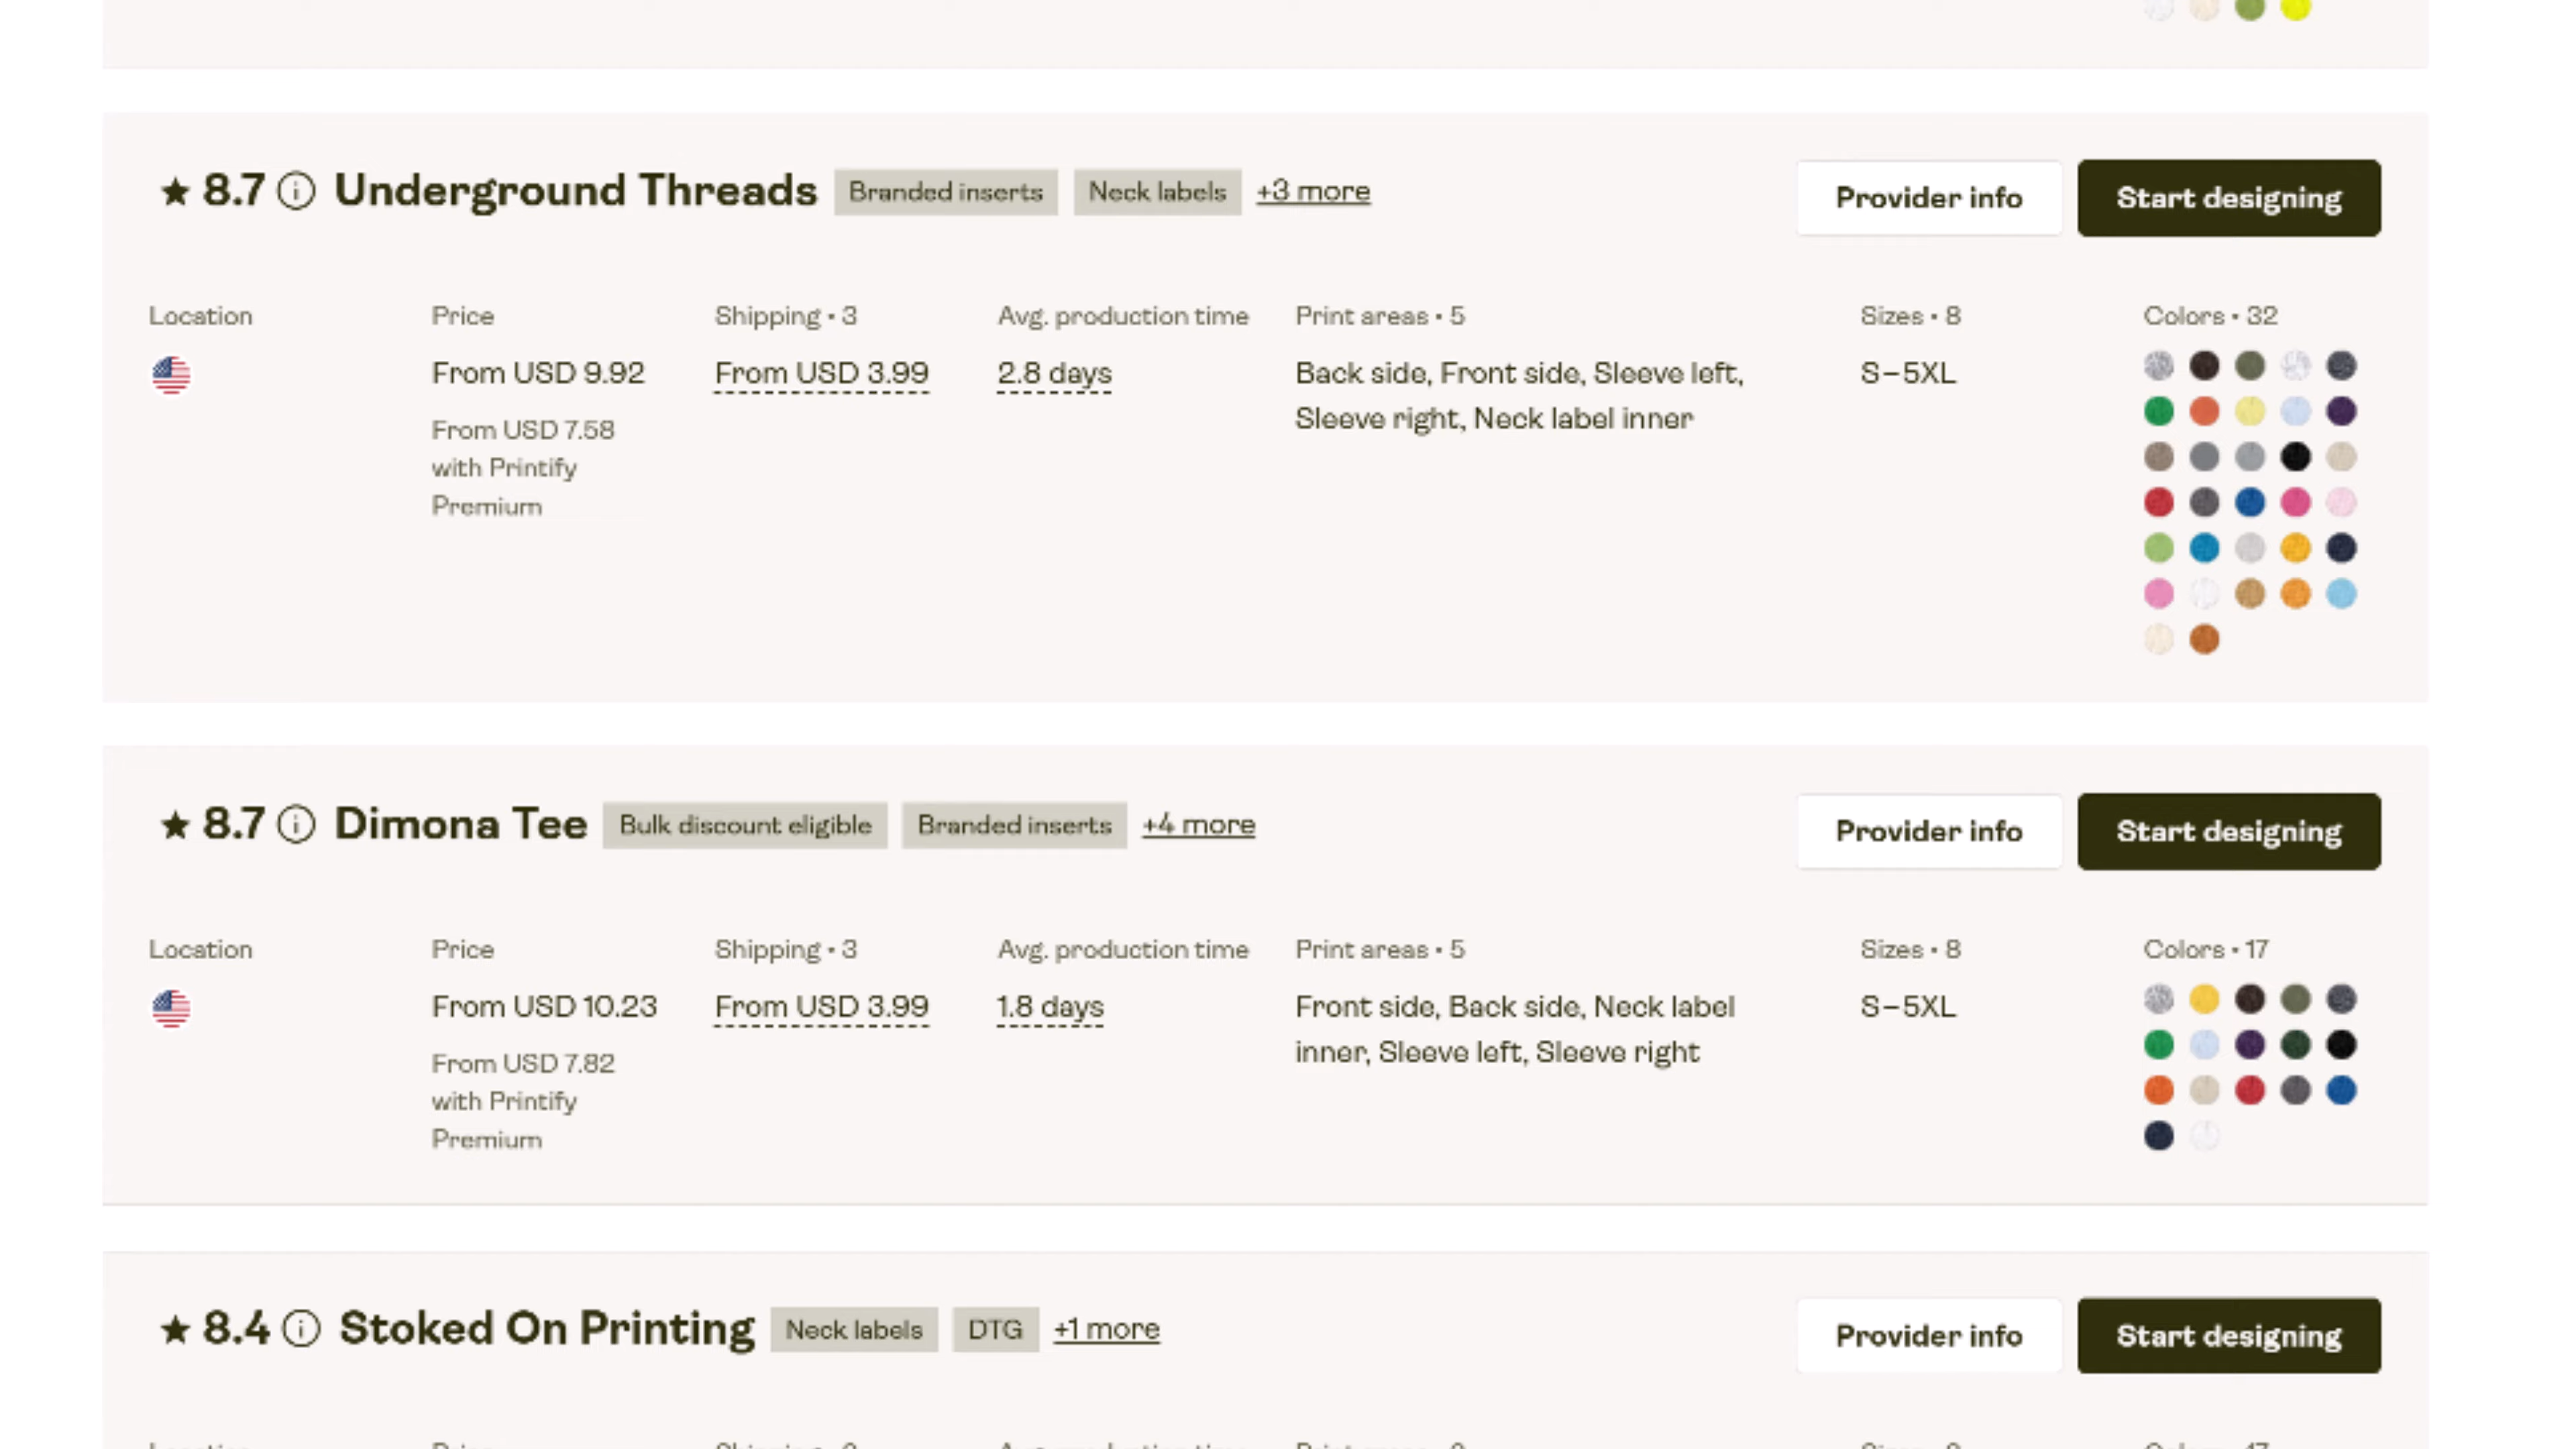 8.7 Underground Threads Branded inserts Neck labels +3 more Provider info Start designing
Location Price Shipping • 3 Avg. production time Print areas • 5 Sizes • 8 Colors • 32
From USD 9.92 From USD 3.99 2.8 days Back side, Front side, Sleeve left, S–5XL
Sleeve right, Neck label inner
From USD 7.58
with Printify
Premium
8.7 Dimona Tee Bulk discount eligible Branded inserts +4 more Provider info Start designing
Location Price Shipping • 3 Avg. production time Print areas • 5 Sizes • 8 Colors • 17
From USD 10.23 From USD 3.99 1.8 days Front side, Back side, Neck label S–5XL
inner, Sleeve left, Sleeve right
From USD 7.82
with Printify
Premium
8.4 Stoked On Printing Neck labels DTG +1 more Provider info Start designing